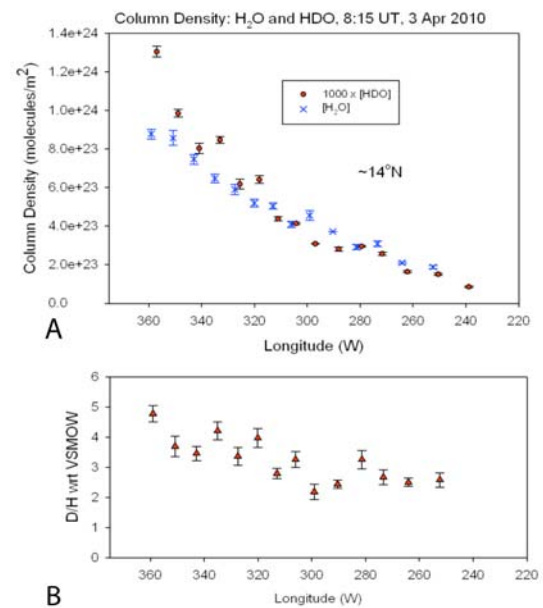 Column Density: H₂O and HDO, 8:15 UT, 3 Apr 2010
1.4e+24
1.2e+24
1.0e+24
8.0e+23
6.0e+23
4.0e+23
2.0e+23
0.0
Column Density (molecules/m²)
1000 x [HDO]
[H₂O]
~14°N
360 340 320 300 280 260 240 220
Longitude (W)
A
6
5
4
3
2
1
0
D/H wrt VSMOW
360 340 320 300 280 260 240 220
Longitude (W)
B